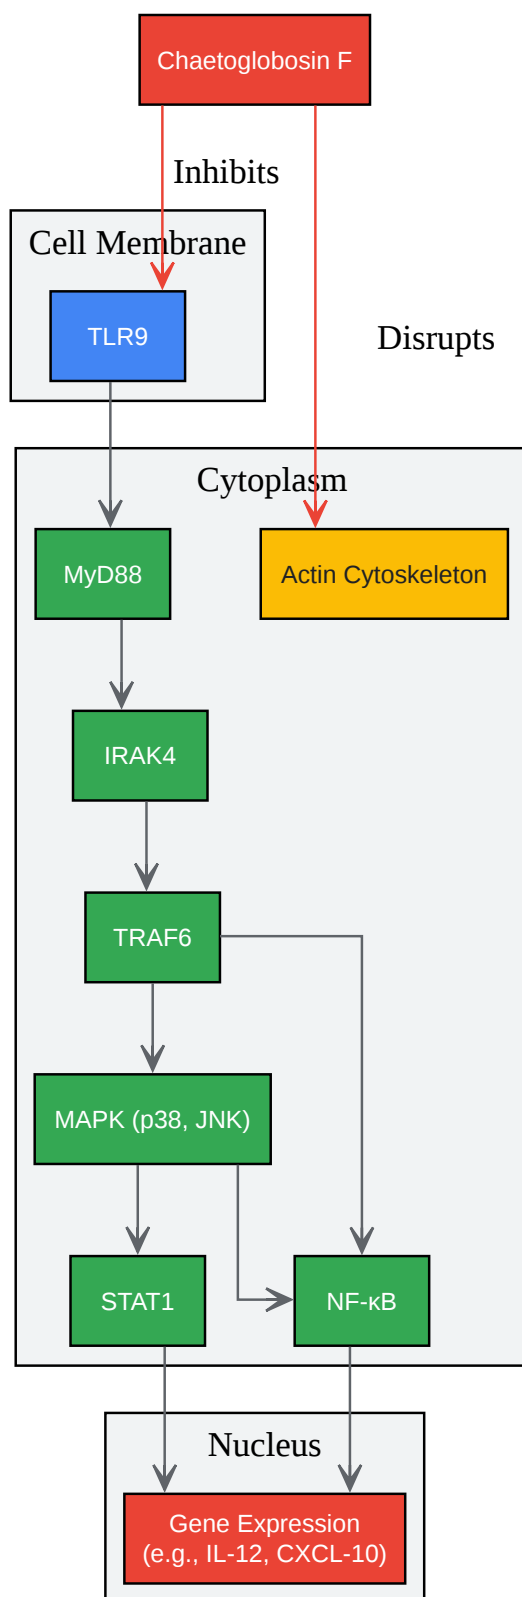 Chaetoglobosin F
Inhibits
Cell Membrane
TLR9
Disrupts
Cytoplasm
MyD88
Actin Cytoskeleton
IRAK4
TRAF6
MAPK (p38, JNK)
STAT1
NF-κB
Nucleus
Gene Expression
(e.g., IL-12, CXCL-10)